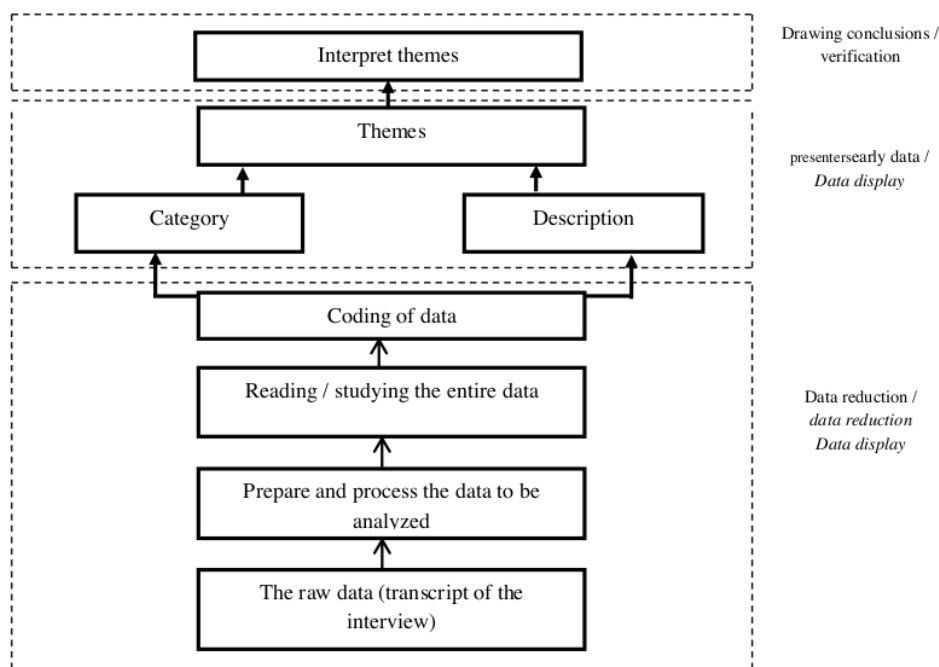 Interpret themes
Drawing conclusions /
verification
Themes
presentersearly data /
Data display
Category
Description
Coding of data
Reading / studying the entire data
Data reduction /
data reduction
Data display
Prepare and process the data to be
analyzed
The raw data (transcript of the
interview)